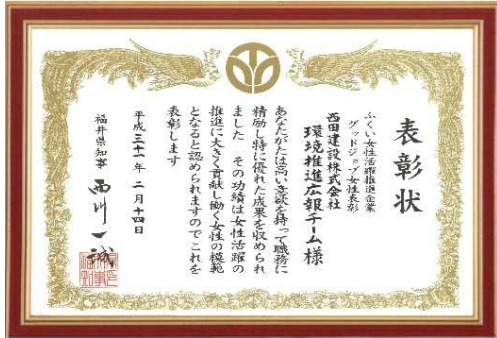 表彰状
ふくい女性活躍推進企業
グッドジョブ女性表彰
西田建設株式会社
環境推進広報チーム様
あなたがたは高い意欲を持って職務に
精励し特に優れた成果を収められ
ました その功績は女性活躍の
推進に大きく貢献し働く女性の模範
となると認められますのでこれを
表彰します
平成三十一年 二月十四日
福井県知事 西川一誠